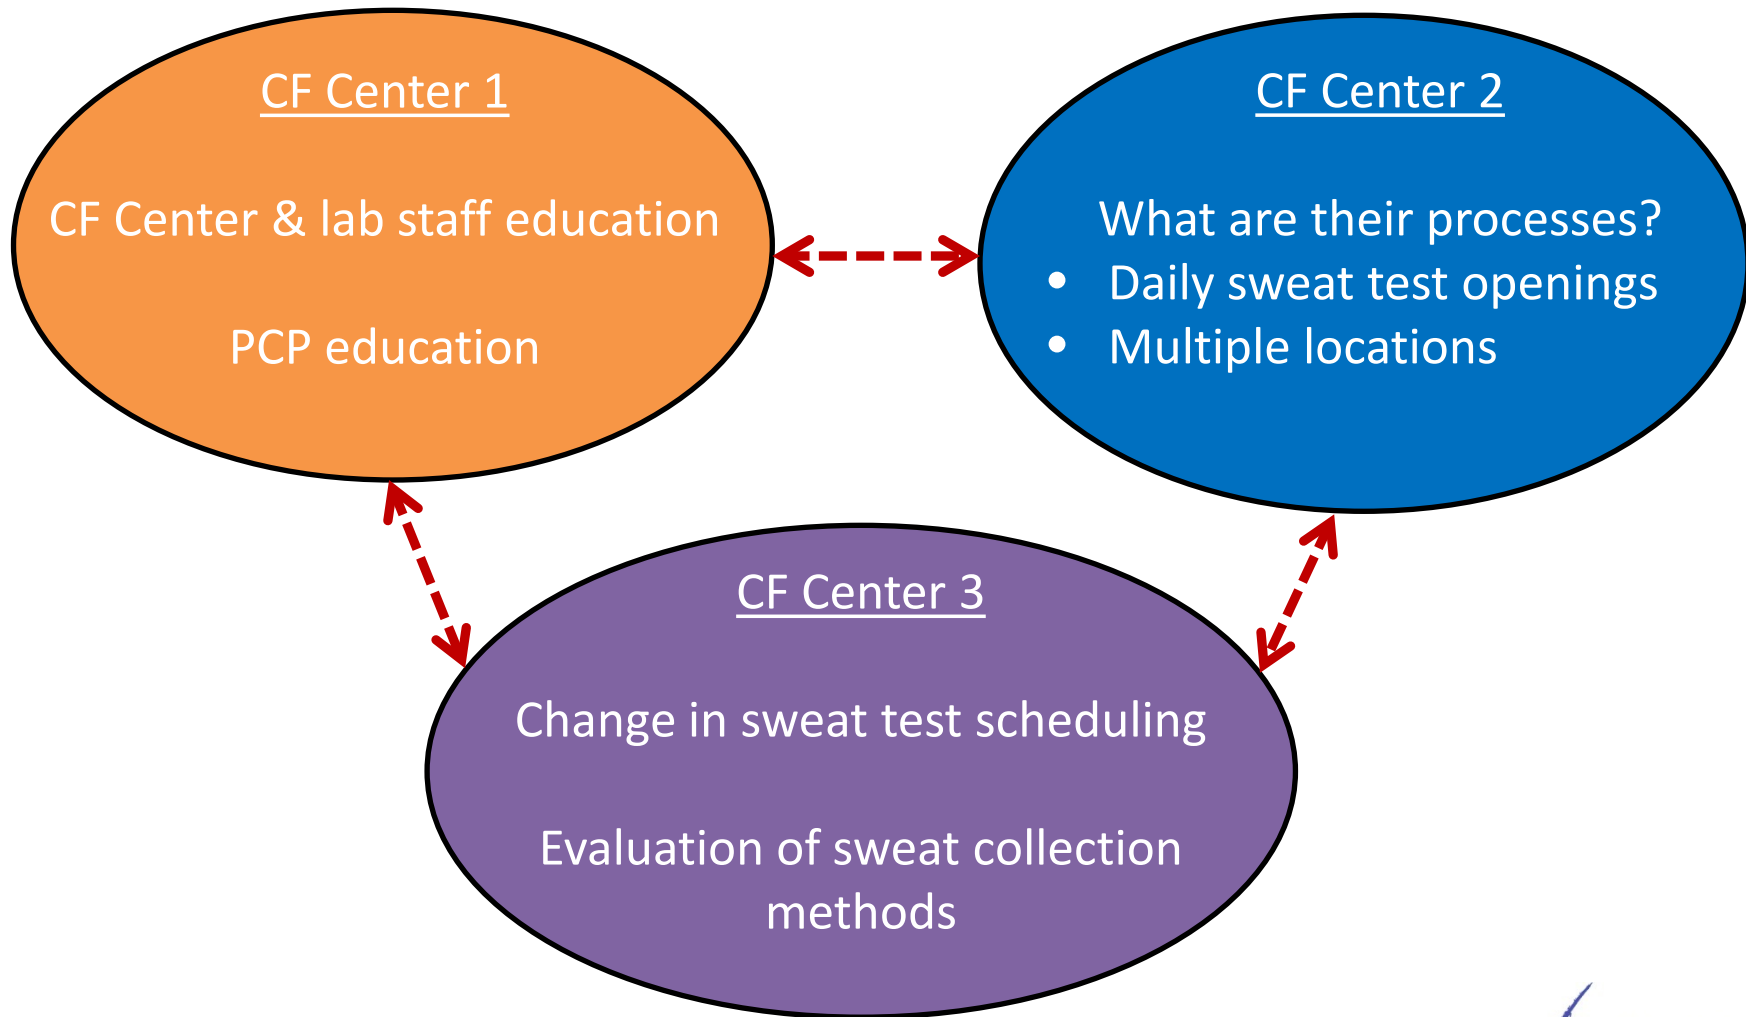 CF Center 1
CF Center & lab staff education
PCP education
CF Center 2
What are their processes?
• Daily sweat test openings
• Multiple locations
CF Center 3
Change in sweat test scheduling
Evaluation of sweat collection
methods